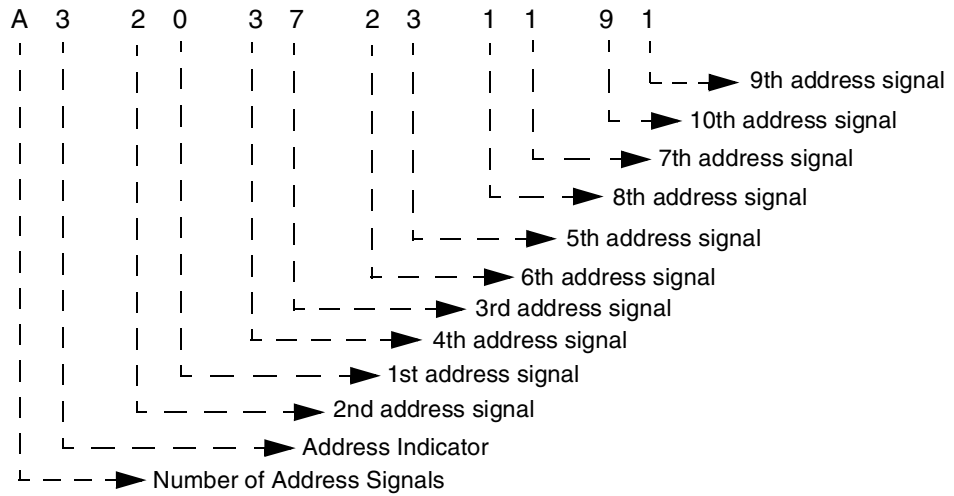 A 3 2 0 3 7 2 3 1 1 9 1
9th address signal
10th address signal
7th address signal
8th address signal
5th address signal
6th address signal
3rd address signal
4th address signal
1st address signal
2nd address signal
Address Indicator
Number of Address Signals